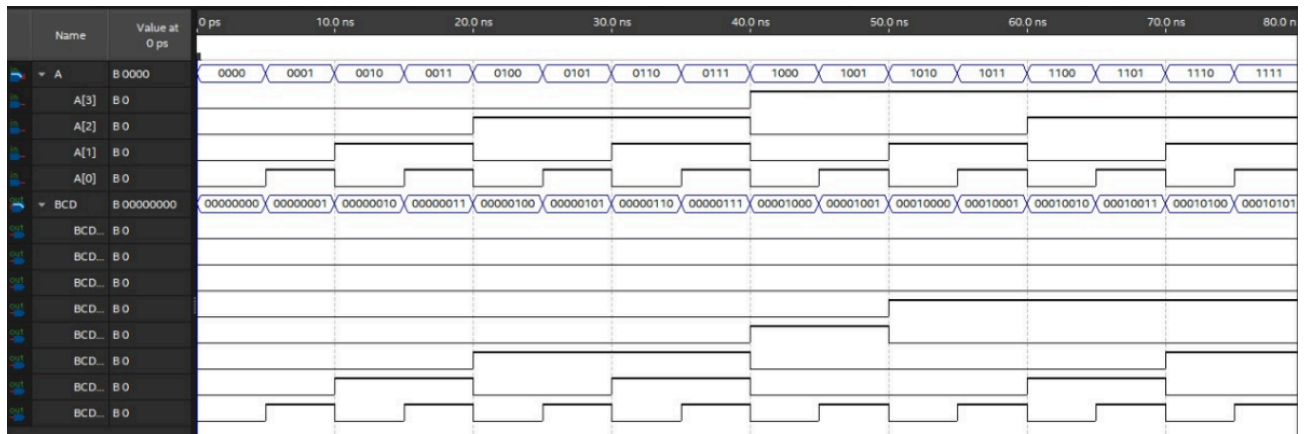 Name Value at 0 ps 0 ps 10.0 ns 20.0 ns 30.0 ns 40.0 ns 50.0 ns 60.0 ns 70.0 ns 80.0 n
A B 0000 0000 0001 0010 0011 0100 0101 0110 0111 1000 1001 1010 1011 1100 1101 1110 1111
A[3] B 0
A[2] B 0
A[1] B 0
A[0] B 0
BCD B 00000000 00000000 00000001 00000010 00000011 00000100 00000101 00000110 00000111 00001000 00001001 00010000 00010001 00010010 00010011 00010100 00010101
BCD... B 0
BCD... B 0
BCD... B 0
BCD... B 0
BCD... B 0
BCD... B 0
BCD... B 0
BCD... B 0